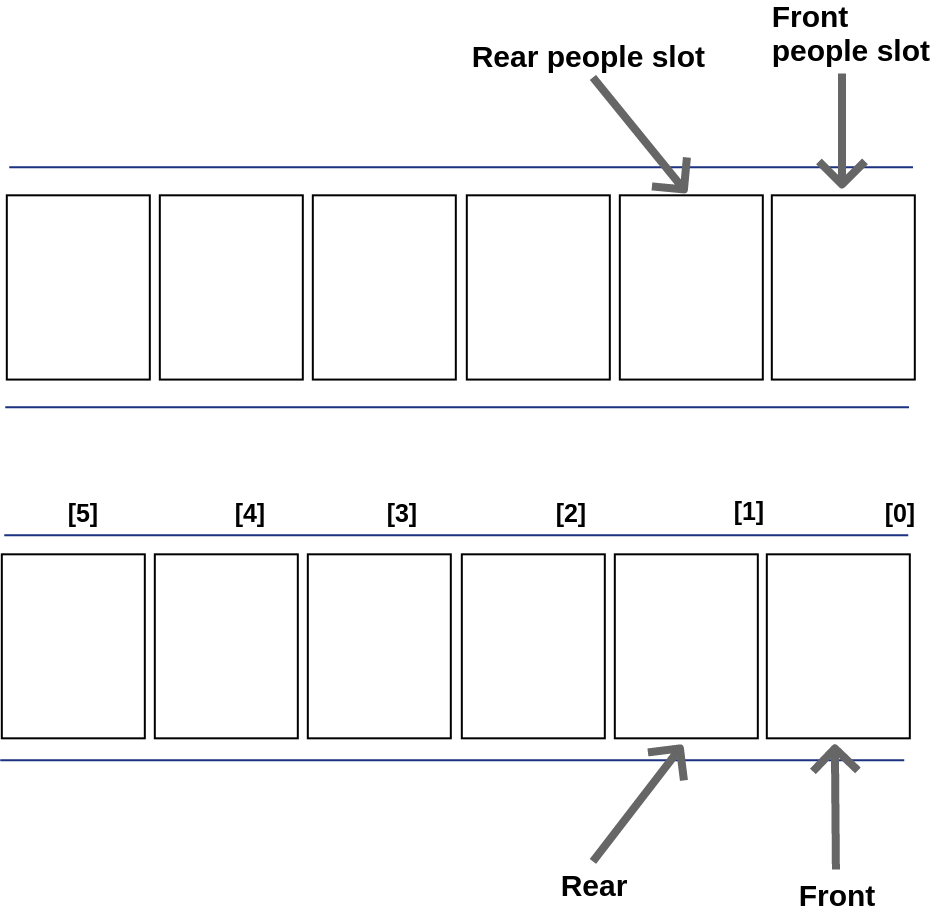 Front
people slot
Rear people slot
[5] [4] [3] [2] [1] [0]
Rear
Front